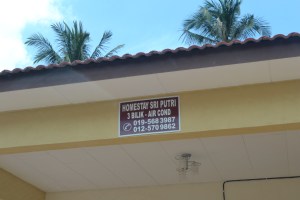 HOMESTAY SRI PUTRI
3 BILIK - AIR COND
019-568 3987
012-570 9862